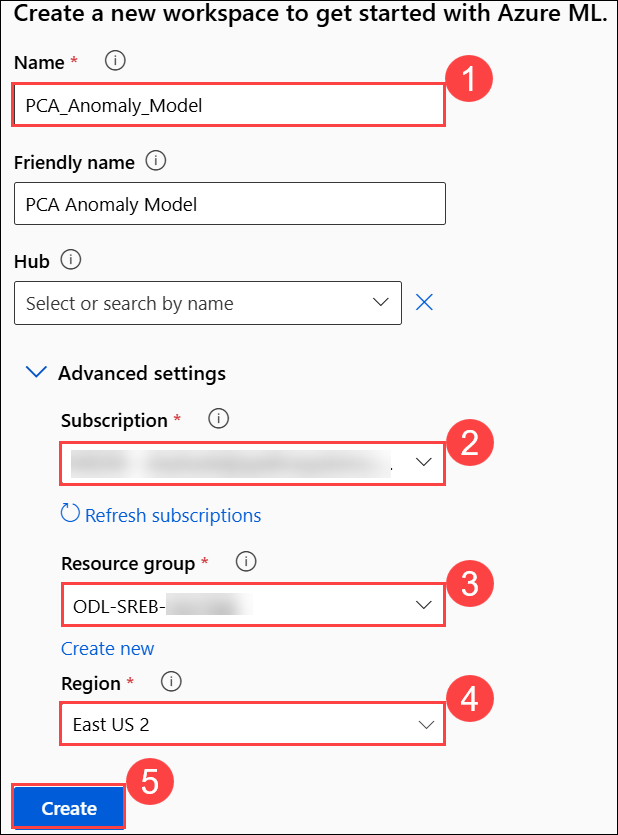 Create a new workspace to get started with Azure ML.
Name *
1
PCA_Anomaly_Model
Friendly name
PCA Anomaly Model
Hub
Select or search by name
Advanced settings
Subscription *
2
Refresh subscriptions
Resource group *
3
ODL-SREB-
Create new
Region *
4
East US 2
5
Create